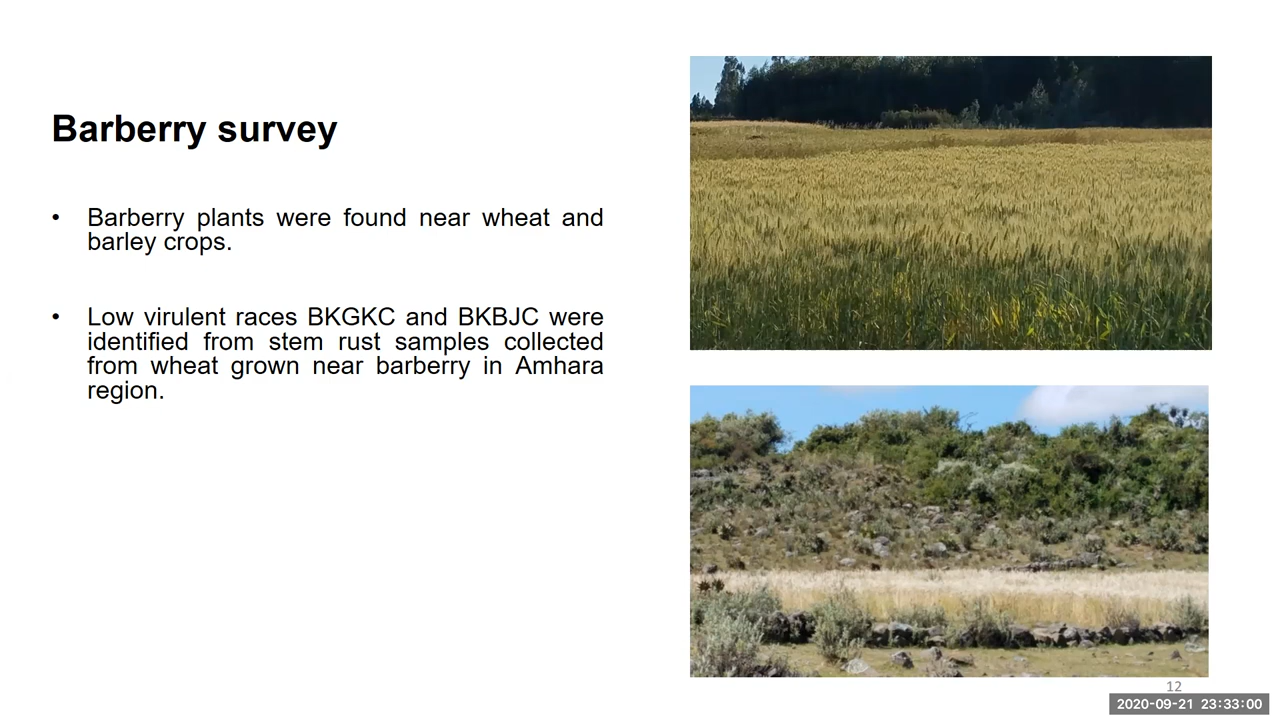 Barberry survey
• Barberry plants were found near wheat and
barley crops.
• Low virulent races BKGKC and BKBJC were
identified from stem rust samples collected
from wheat grown near barberry in Amhara
region.
12
2020-09-21 23:33:00